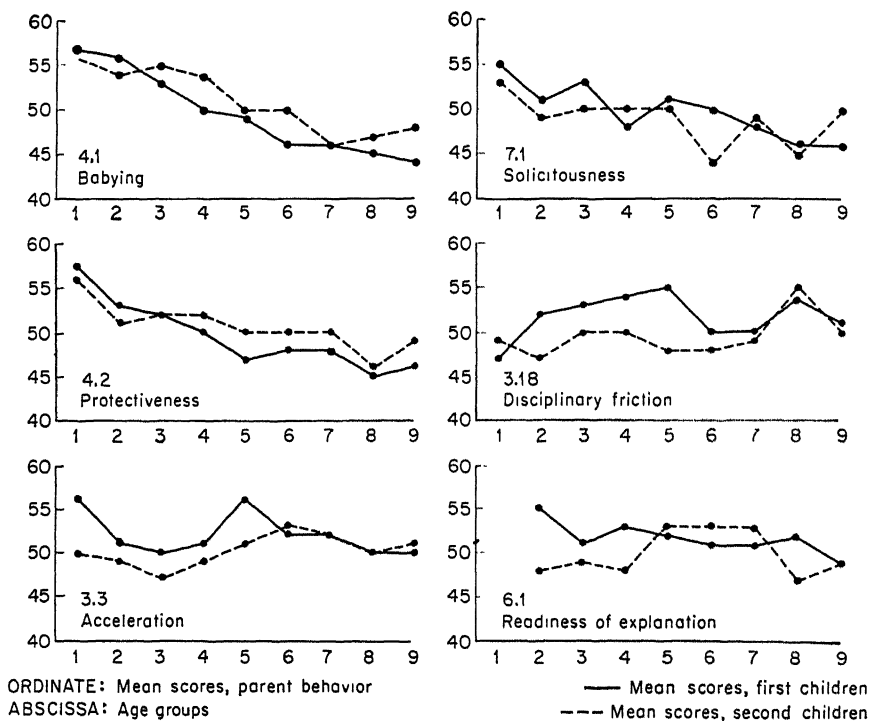 60
55
50
45
40
4.1
Babying
1 2 3 4 5 6 7 8 9
60
55
50
45
40
7.1
Solicitousness
1 2 3 4 5 6 7 8 9
60
55
50
45
40
4.2
Protectiveness
1 2 3 4 5 6 7 8 9
60
55
50
45
40
3.18
Disciplinary friction
1 2 3 4 5 6 7 8 9
60
55
50
45
40
3.3
Acceleration
1 2 3 4 5 6 7 8 9
60
55
50
45
40
6.1
Readiness of explanation
1 2 3 4 5 6 7 8 9
ORDINATE: Mean scores, parent behavior
ABSCISSA: Age groups
Mean scores, first children
Mean scores, second children